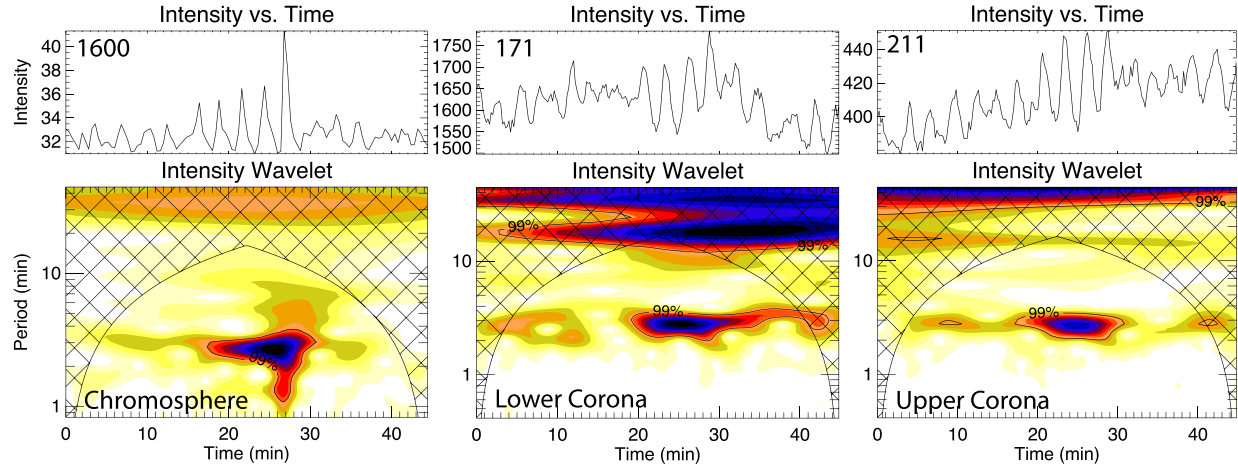 Intensity vs. Time Intensity vs. Time Intensity vs. Time
1600 171 211
Intensity
40
38
36
34
32
1750
1700
1650
1600
1550
1500
440
420
400
Intensity Wavelet Intensity Wavelet Intensity Wavelet
Period (min)
10
1
99%
Chromosphere
0 10 20 30 40
Time (min)
10
1
99%
99%
99%
Lower Corona
0 10 20 30 40
Time (min)
10
1
99%
99%
Upper Corona
0 10 20 30 40
Time (min)